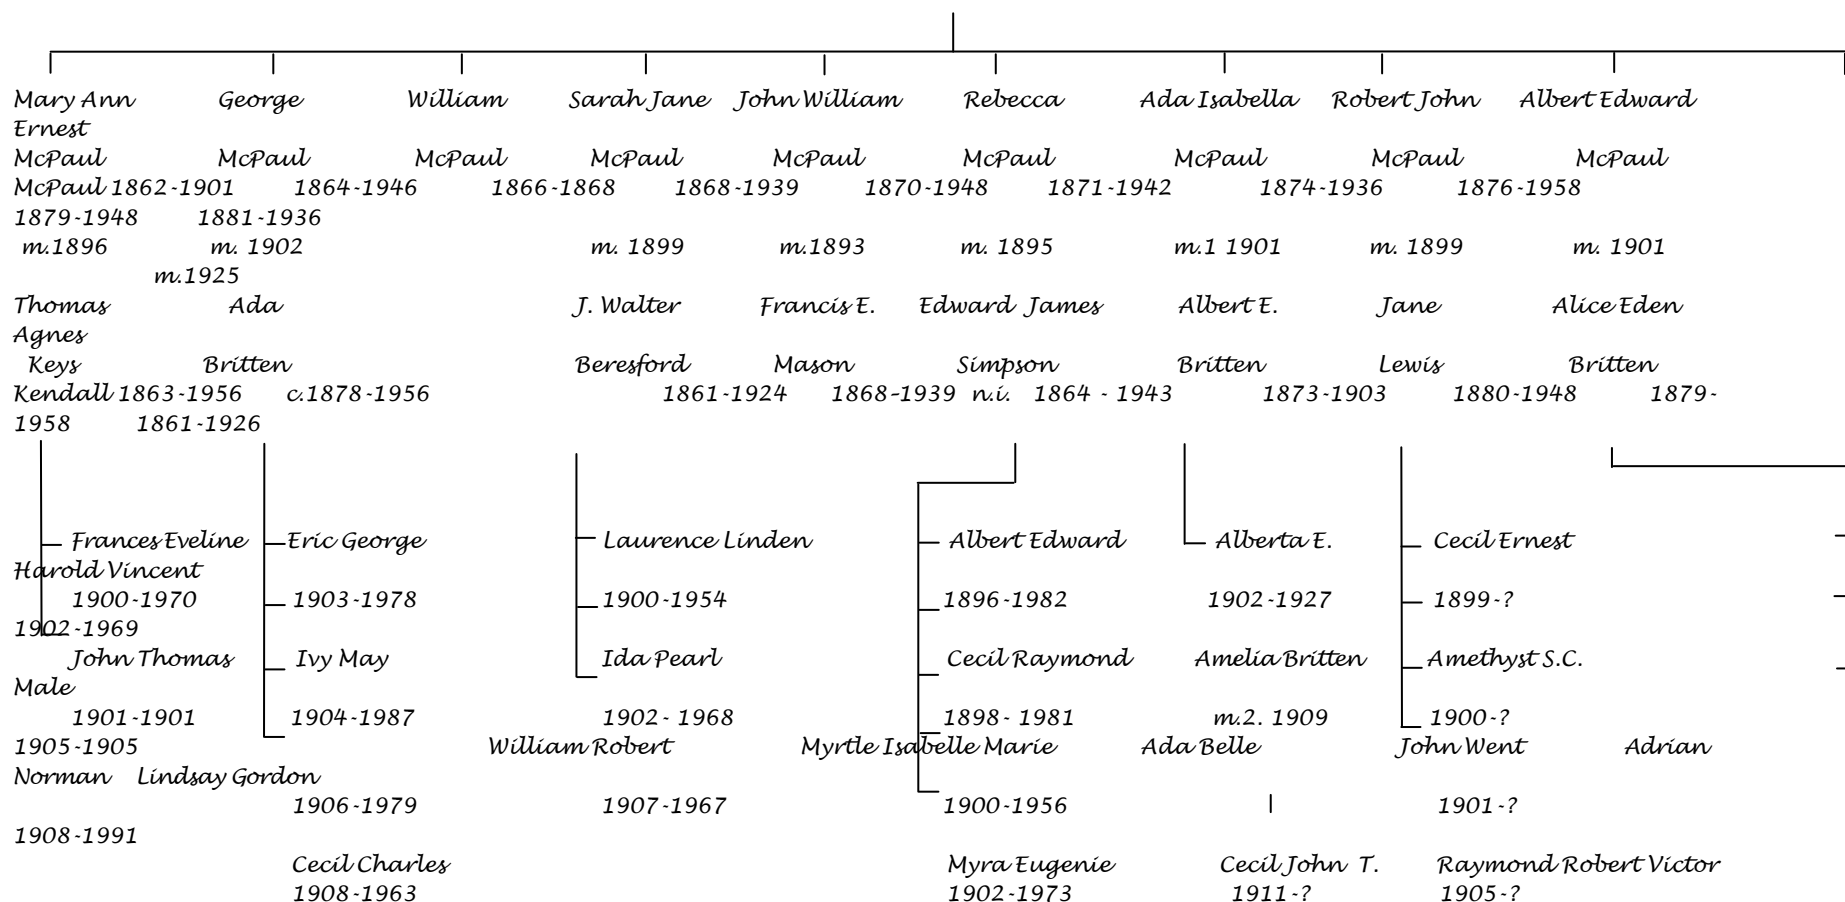 Mary Ann George William Sarah Jane John William Rebecca Ada Isabella Robert John Albert Edward
Ernest
McPaul McPaul McPaul McPaul McPaul McPaul McPaul McPaul McPaul
McPaul 1862-1901 1864-1946 1866-1868 1868-1939 1870-1948 1871-1942 1874-1936 1876-1958
1879-1948 1881-1936
m.1896 m. 1902 m. 1899 m.1893 m. 1895 m.1 1901 m. 1899 m. 1901
m.1925
Thomas Ada J. Walter Francis E. Edward James Albert E. Jane Alice Eden
Agnes
Keys Britten Beresford Mason Simpson Britten Lewis Britten
Kendall 1863-1956 c.1878-1956 1861-1924 1868-1939 n.i. 1864 - 1943 1873-1903 1880-1948 1879-
1958 1861-1926
Frances Eveline Eric George Laurence Linden Albert Edward Alberta E. Cecil Ernest
Harold Vincent
1900-1970 1903-1978 1900-1954 1896-1982 1902-1927 1899-?
1902-1969
John Thomas Ivy May Ida Pearl Cecil Raymond Amelia Britten Amethyst S.C.
Male
1901-1901 1904-1987 1902- 1968 1898- 1981 m.2. 1909 1900-?
1905-1905 William Robert Myrtle Isabelle Marie Ada Belle John Went Adrian
Norman Lindsay Gordon
1906-1979 1907-1967 1900-1956 1901-?
1908-1991
Cecil Charles Myra Eugenie Cecil John T. Raymond Robert Victor
1908-1963 1902-1973 1911-? 1905-?